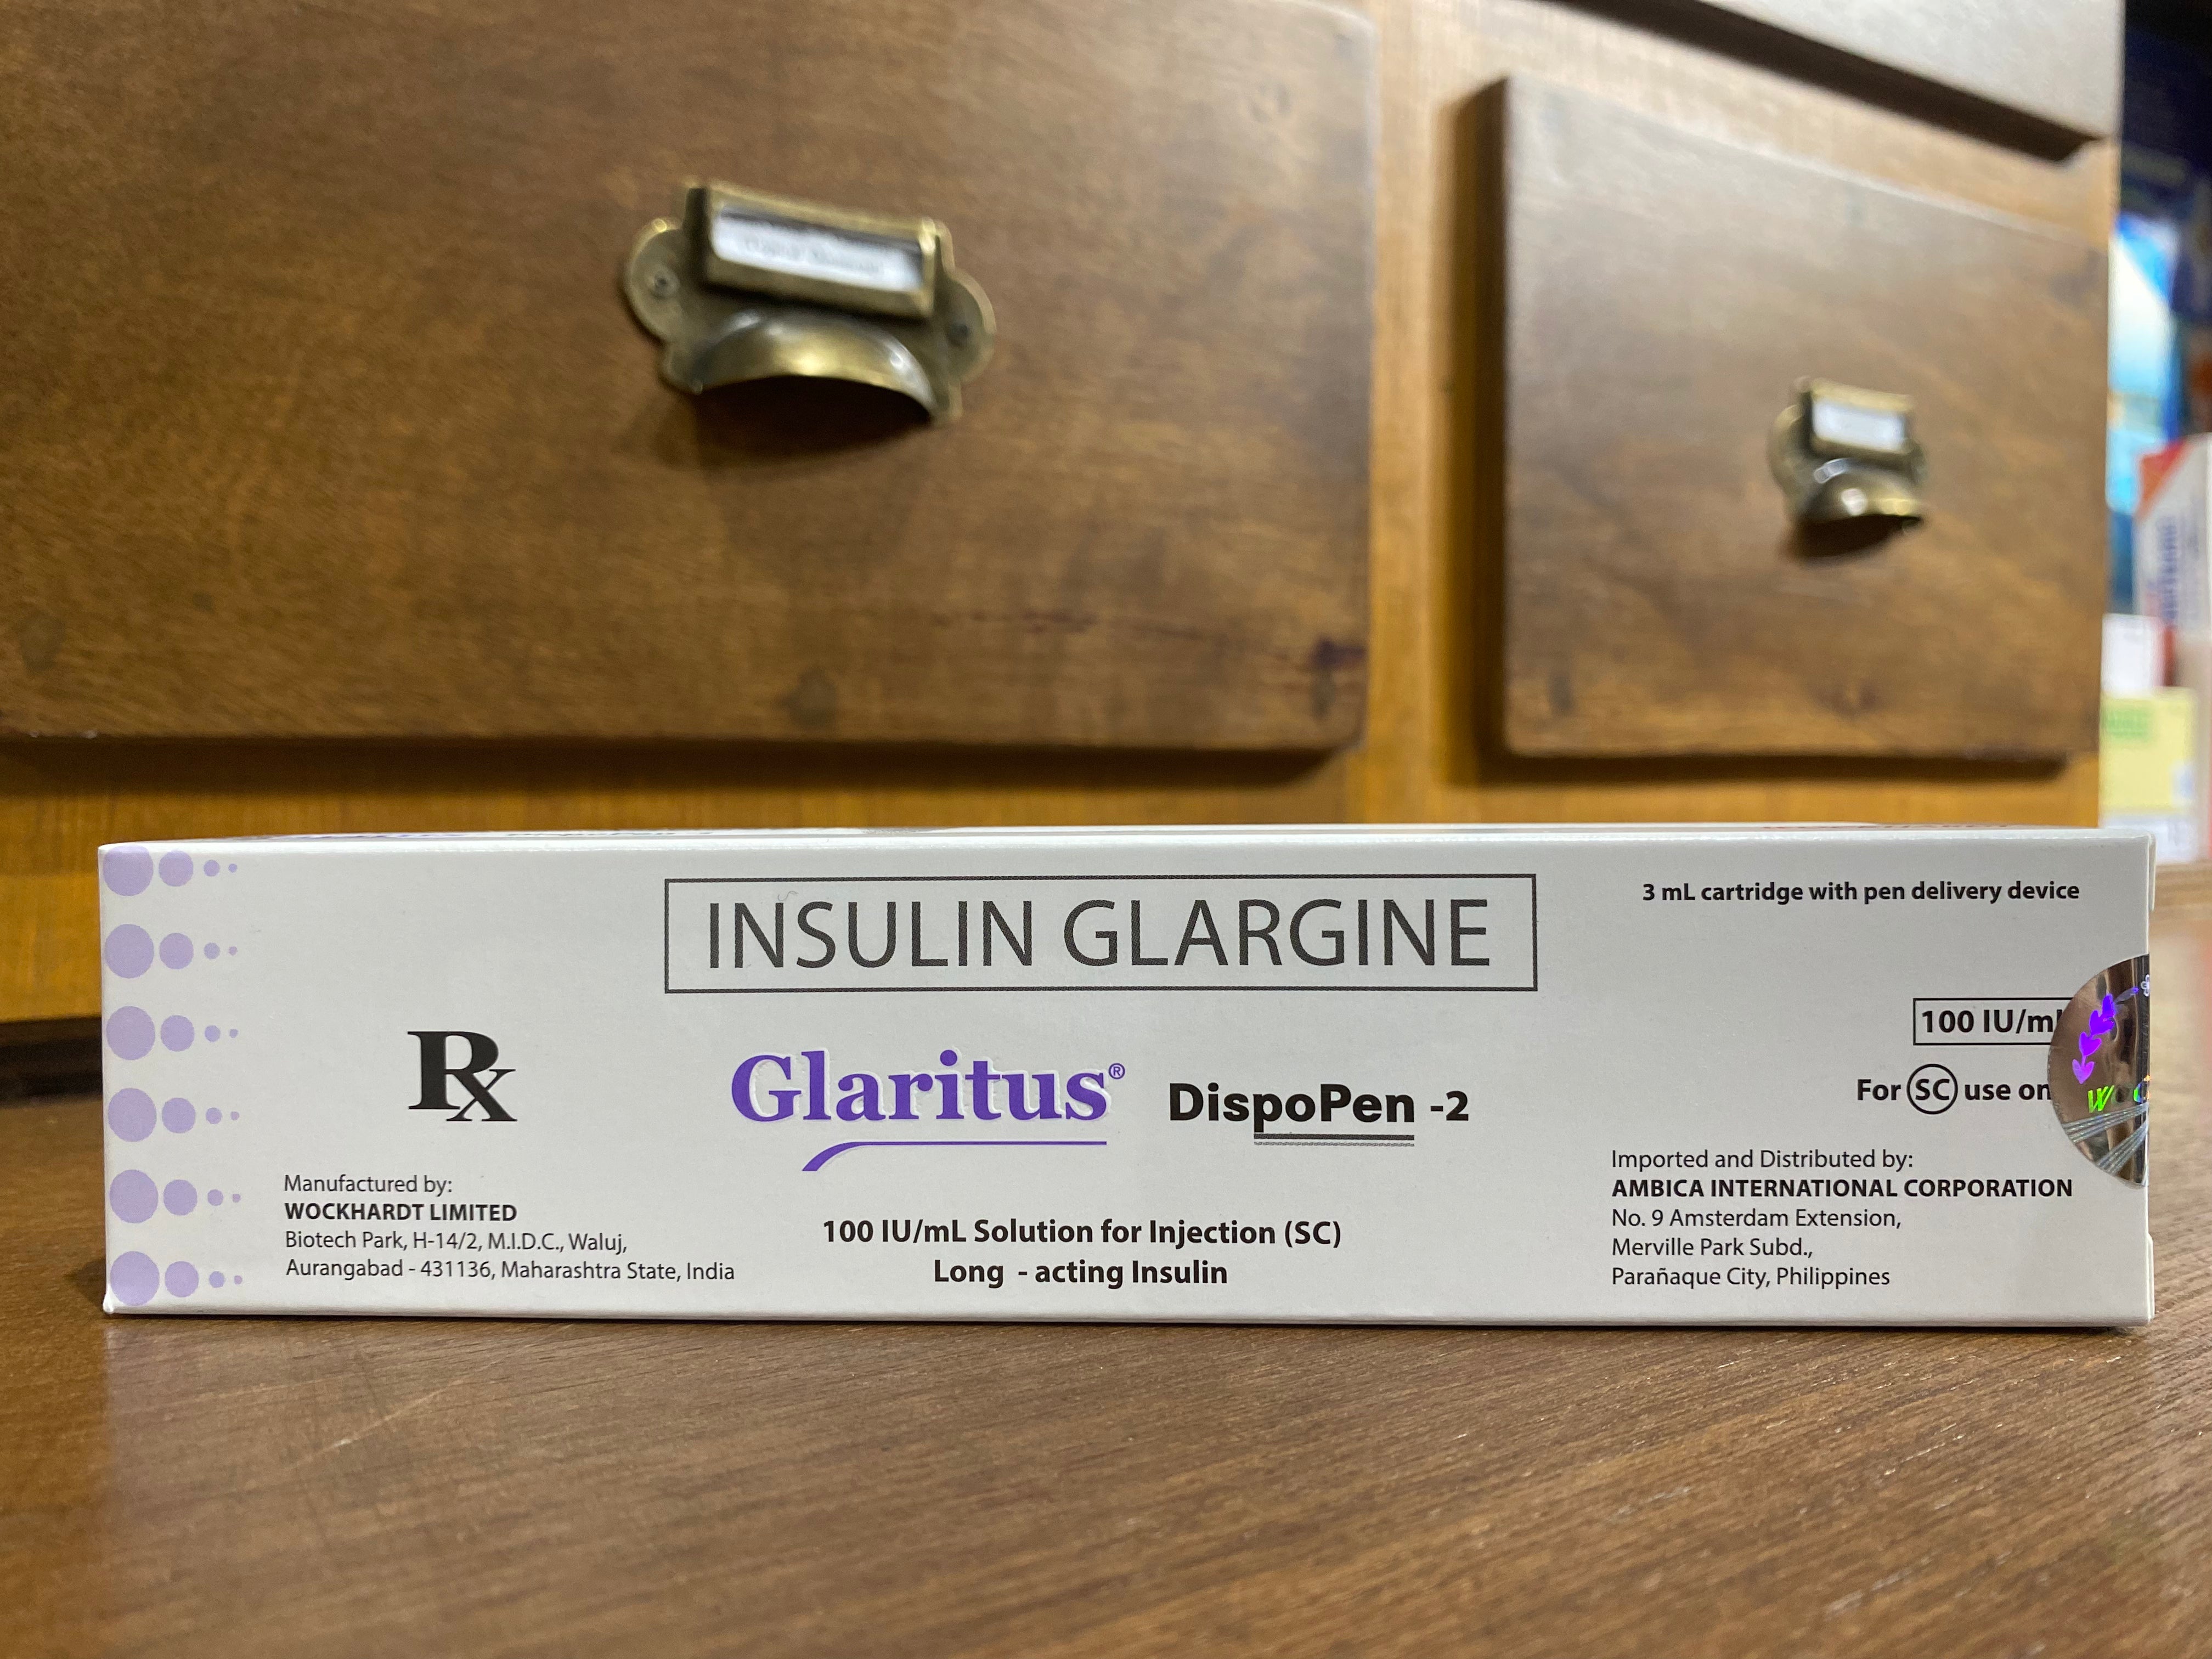 INSULIN GLARGINE
3 mL cartridge with pen delivery device
Rx
Glaritus® DispoPen -2
100 IU/m
For SC use on
Manufactured by:
WOCKHARDT LIMITED
Biotech Park, H-14/2, M.I.D.C., Waluj,
Aurangabad - 431136, Maharashtra State, India
100 IU/mL Solution for Injection (SC)
Long - acting Insulin
Imported and Distributed by:
AMBICA INTERNATIONAL CORPORATION
No. 9 Amsterdam Extension,
Merville Park Subd.,
Parañaque City, Philippines